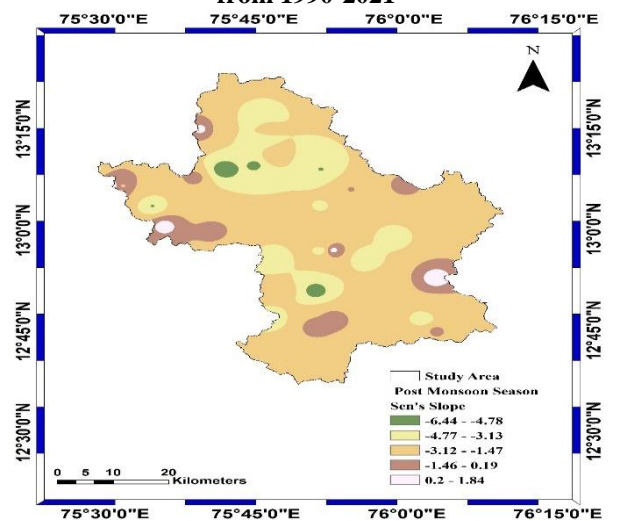 from 1990-2021
75°30'0"E 75°45'0"E 76°0'0"E 76°15'0"E
N
13°15'0"N 13°15'0"N
13°0'0"N 13°0'0"N
12°45'0"N 12°45'0"N
12°30'0"N 12°30'0"N
Study Area
Post Monsoon Season
Sen's Slope
-6.44 - -4.78
-4.77 - -3.13
-3.12 - -1.47
-1.46 - 0.19
0.2 - 1.84
0 5 10 20
Kilometers
75°30'0"E 75°45'0"E 76°0'0"E 76°15'0"E